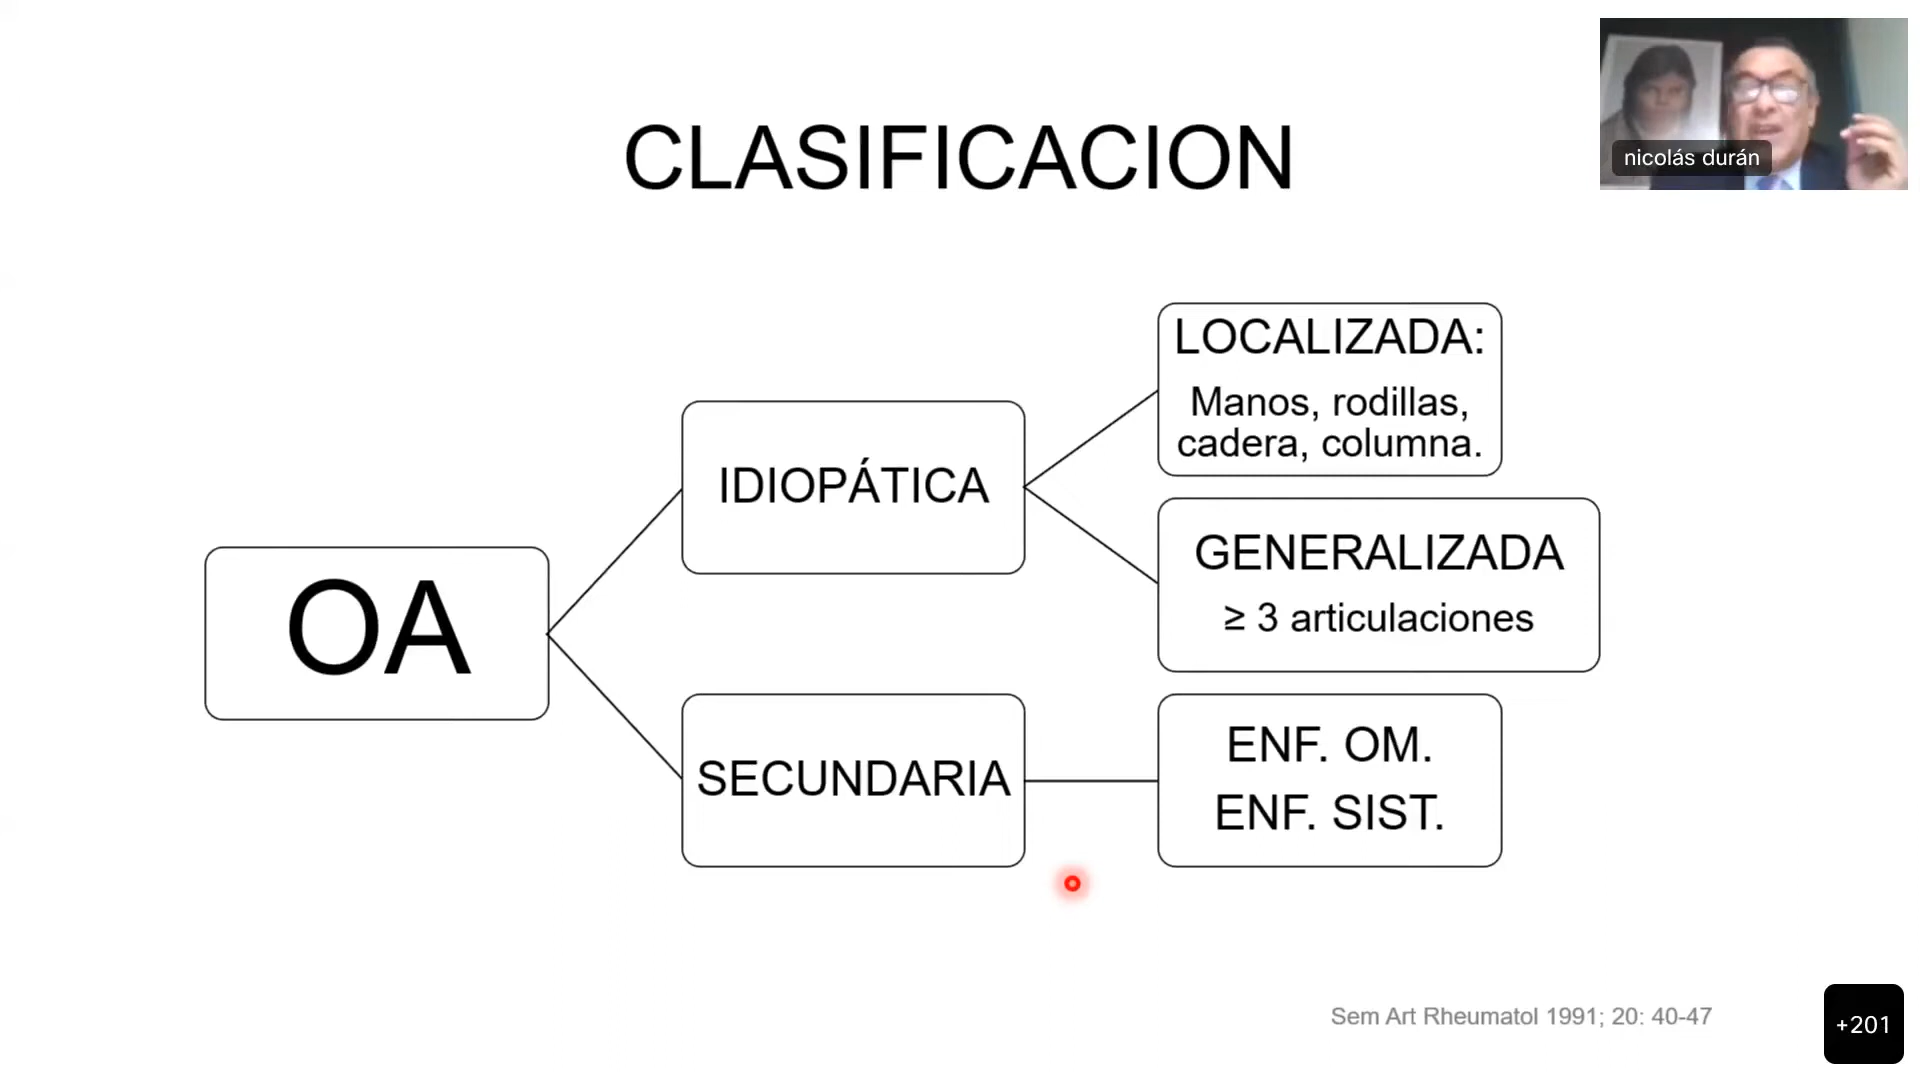 CLASIFICACION
nicolás durán
OA
IDIOPÁTICA
SECUNDARIA
LOCALIZADA:
Manos, rodillas,
cadera, columna.
GENERALIZADA
≥ 3 articulaciones
ENF. OM.
ENF. SIST.
Sem Art Rheumatol 1991; 20: 40-47
+201